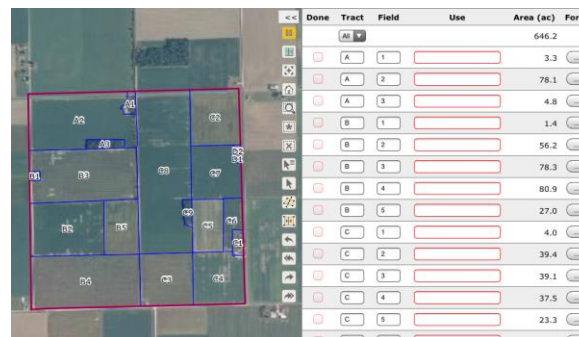 << Done Tract Field Use Area (ac) For
All 646.2
A 1 3.3
A 2 78.1
A 3 4.8
B 1 1.4
B 2 56.2
B 3 78.3
B 4 80.9
B 5 27.0
C 1 4.0
C 2 39.4
C 3 39.1
C 4 37.5
C 5 23.3
A1
A2
C2
A3
D2
D1
B1
B3
B8
C7
C9
C6
B2
B5
C5
C1
B4
C3
C4